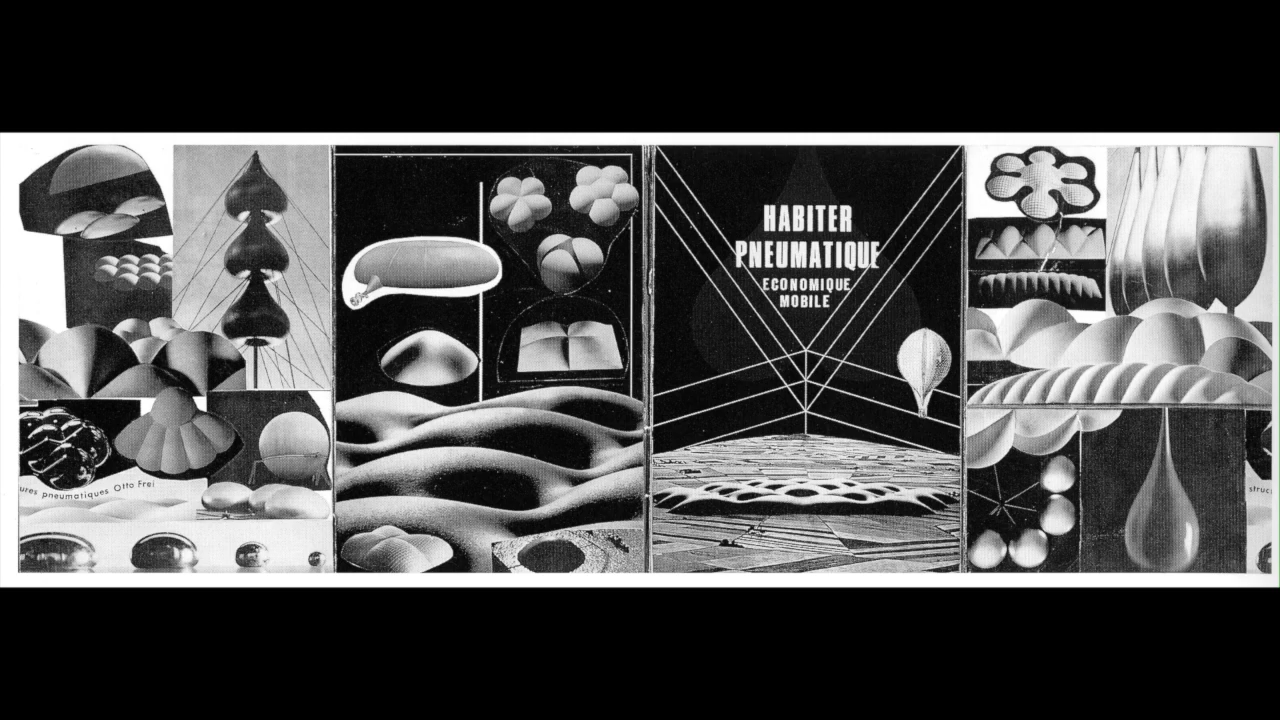 HABITER
PNEUMATIQUE
ECONOMIQUE
MOBILE
ures pneumatiques Otto Frei
struc